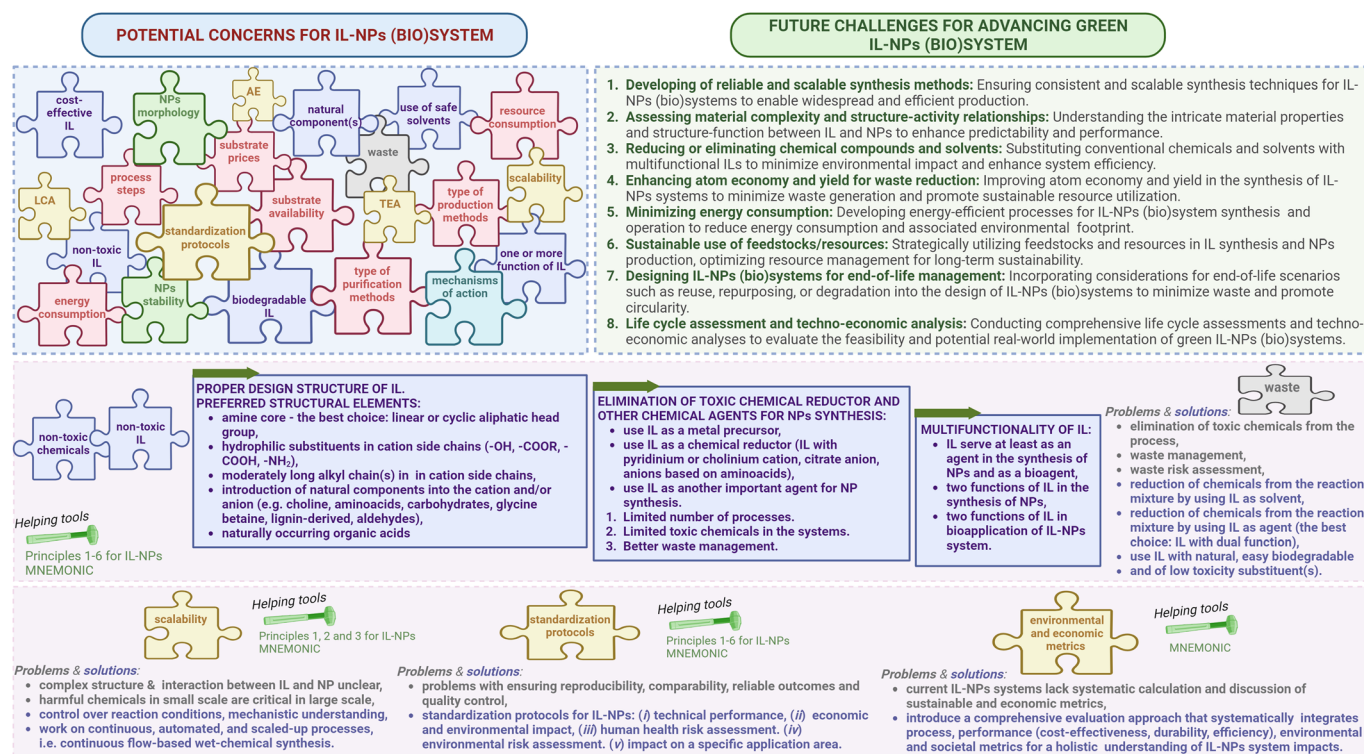 POTENTIAL CONCERNS FOR IL-NPs (BIO)SYSTEM
cost-
effective
IL
NPs
morphology
AE
natural
component(s)
use of safe
solvents
resource
consumption
substrate
prices
waste
process
steps
scalability
LCA
substrate
availability
TEA
type of
production
methods
standardization
protocols
non-toxic
IL
one or more
function of IL
energy
consumption
NPs
stability
biodegradable
IL
type of
purification
methods
mechanisms
of action
FUTURE CHALLENGES FOR ADVANCING GREEN
IL-NPs (BIO)SYSTEM
1. Developing of reliable and scalable synthesis methods: Ensuring consistent and scalable synthesis techniques for IL-
NPs (bio)systems to enable widespread and efficient production.
2. Assessing material complexity and structure-activity relationships: Understanding the intricate material properties
and structure-function between IL and NPs to enhance predictability and performance.
3. Reducing or eliminating chemical compounds and solvents: Substituting conventional chemicals and solvents with
multifunctional ILs to minimize environmental impact and enhance system efficiency.
4. Enhancing atom economy and yield for waste reduction: Improving atom economy and yield in the synthesis of IL-
NPs systems to minimize waste generation and promote sustainable resource utilization.
5. Minimizing energy consumption: Developing energy-efficient processes for IL-NPs (bio)system synthesis and
operation to reduce energy consumption and associated environmental footprint.
6. Sustainable use of feedstocks/resources: Strategically utilizing feedstocks and resources in IL synthesis and NPs
production, optimizing resource management for long-term sustainability.
7. Designing IL-NPs (bio)systems for end-of-life management: Incorporating considerations for end-of-life scenarios
such as reuse, repurposing, or degradation into the design of IL-NPs (bio)systems to minimize waste and promote
circularity.
8. Life cycle assessment and techno-economic analysis: Conducting comprehensive life cycle assessments and techno-
economic analyses to evaluate the feasibility and potential real-world implementation of green IL-NPs (bio)systems.
non-toxic
chemicals
non-toxic
IL
Helping tools
Principles 1-6 for IL-NPs
MNEMONIC
PROPER DESIGN STRUCTURE OF IL.
PREFERRED STRUCTURAL ELEMENTS:
• amine core - the best choice: linear or cyclic aliphatic head
group,
• hydrophilic substituents in cation side chains (-OH, -COOR, -
COOH, -NH₂),
• moderately long alkyl chain(s) in in cation side chains,
• introduction of natural components into the cation and/or
anion (e.g. choline, aminoacids, carbohydrates, glycine
betaine, lignin-derived, aldehydes),
• naturally occurring organic acids
ELIMINATION OF TOXIC CHEMICAL REDUCTOR AND
OTHER CHEMICAL AGENTS FOR NPs SYNTHESIS:
• use IL as a metal precursor,
• use IL as a chemical reductor (IL with
pyridinium or cholinium cation, citrate anion,
anions based on aminoacids),
• use IL as another important agent for NP
synthesis.
1. Limited number of processes.
2. Limited toxic chemicals in the systems.
3. Better waste management.
MULTIFUNCTIONALITY OF IL:
• IL serve at least as an
agent in the synthesis of
NPs and as a bioagent,
• two functions of IL in the
synthesis of NPs,
• two functions of IL in
bioapplication of IL-NPs
system.
waste
Problems & solutions:
• elimination of toxic chemicals from the
process,
• waste management,
• waste risk assessment,
• reduction of chemicals from the reaction
mixture by using IL as solvent,
• reduction of chemicals from the reaction
mixture by using IL as agent (the best
choice: IL with dual function),
• use IL with natural, easy biodegradable
• and of low toxicity substituent(s).
scalability
Helping tools
Principles 1, 2 and 3 for IL-NPs
MNEMONIC
Problems & solutions:
• complex structure & interaction between IL and NP unclear,
• harmful chemicals in small scale are critical in large scale,
• control over reaction conditions, mechanistic understanding,
• work on continuous, automated, and scaled-up processes,
i.e. continuous flow-based wet-chemical synthesis.
standardization
protocols
Helping tools
Principles 1-6 for IL-NPs
MNEMONIC
Problems & solutions:
• problems with ensuring reproducibility, comparability, reliable outcomes and
quality control,
• standardization protocols for IL-NPs: (i) technical performance, (ii) economic
and environmental impact, (iii) human health risk assessment. (iv)
environmental risk assessment. (v) impact on a specific application area.
environmental
and economic
metrics
Helping tools
MNEMONIC
Problems & solutions:
• current IL-NPs systems lack systematic calculation and discussion of
sustainable and economic metrics,
• introduce a comprehensive evaluation approach that systematically integrates
process, performance (cost-effectiveness, durability, efficiency), environmental
and societal metrics for a holistic understanding of IL-NPs system impacts.